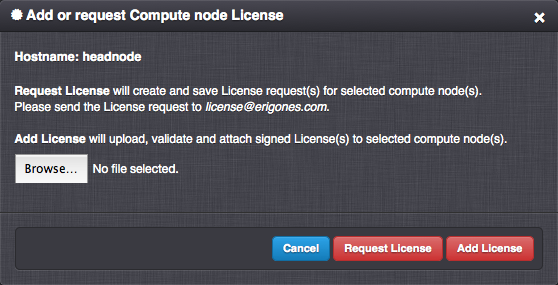 Add or request Compute node License
Hostname: headnode
Request License will create and save License request(s) for selected compute node(s).
Please send the License request to license@erigones.com.
Add License will upload, validate and attach signed License(s) to selected compute node(s).
Browse... No file selected.
Cancel Request License Add License